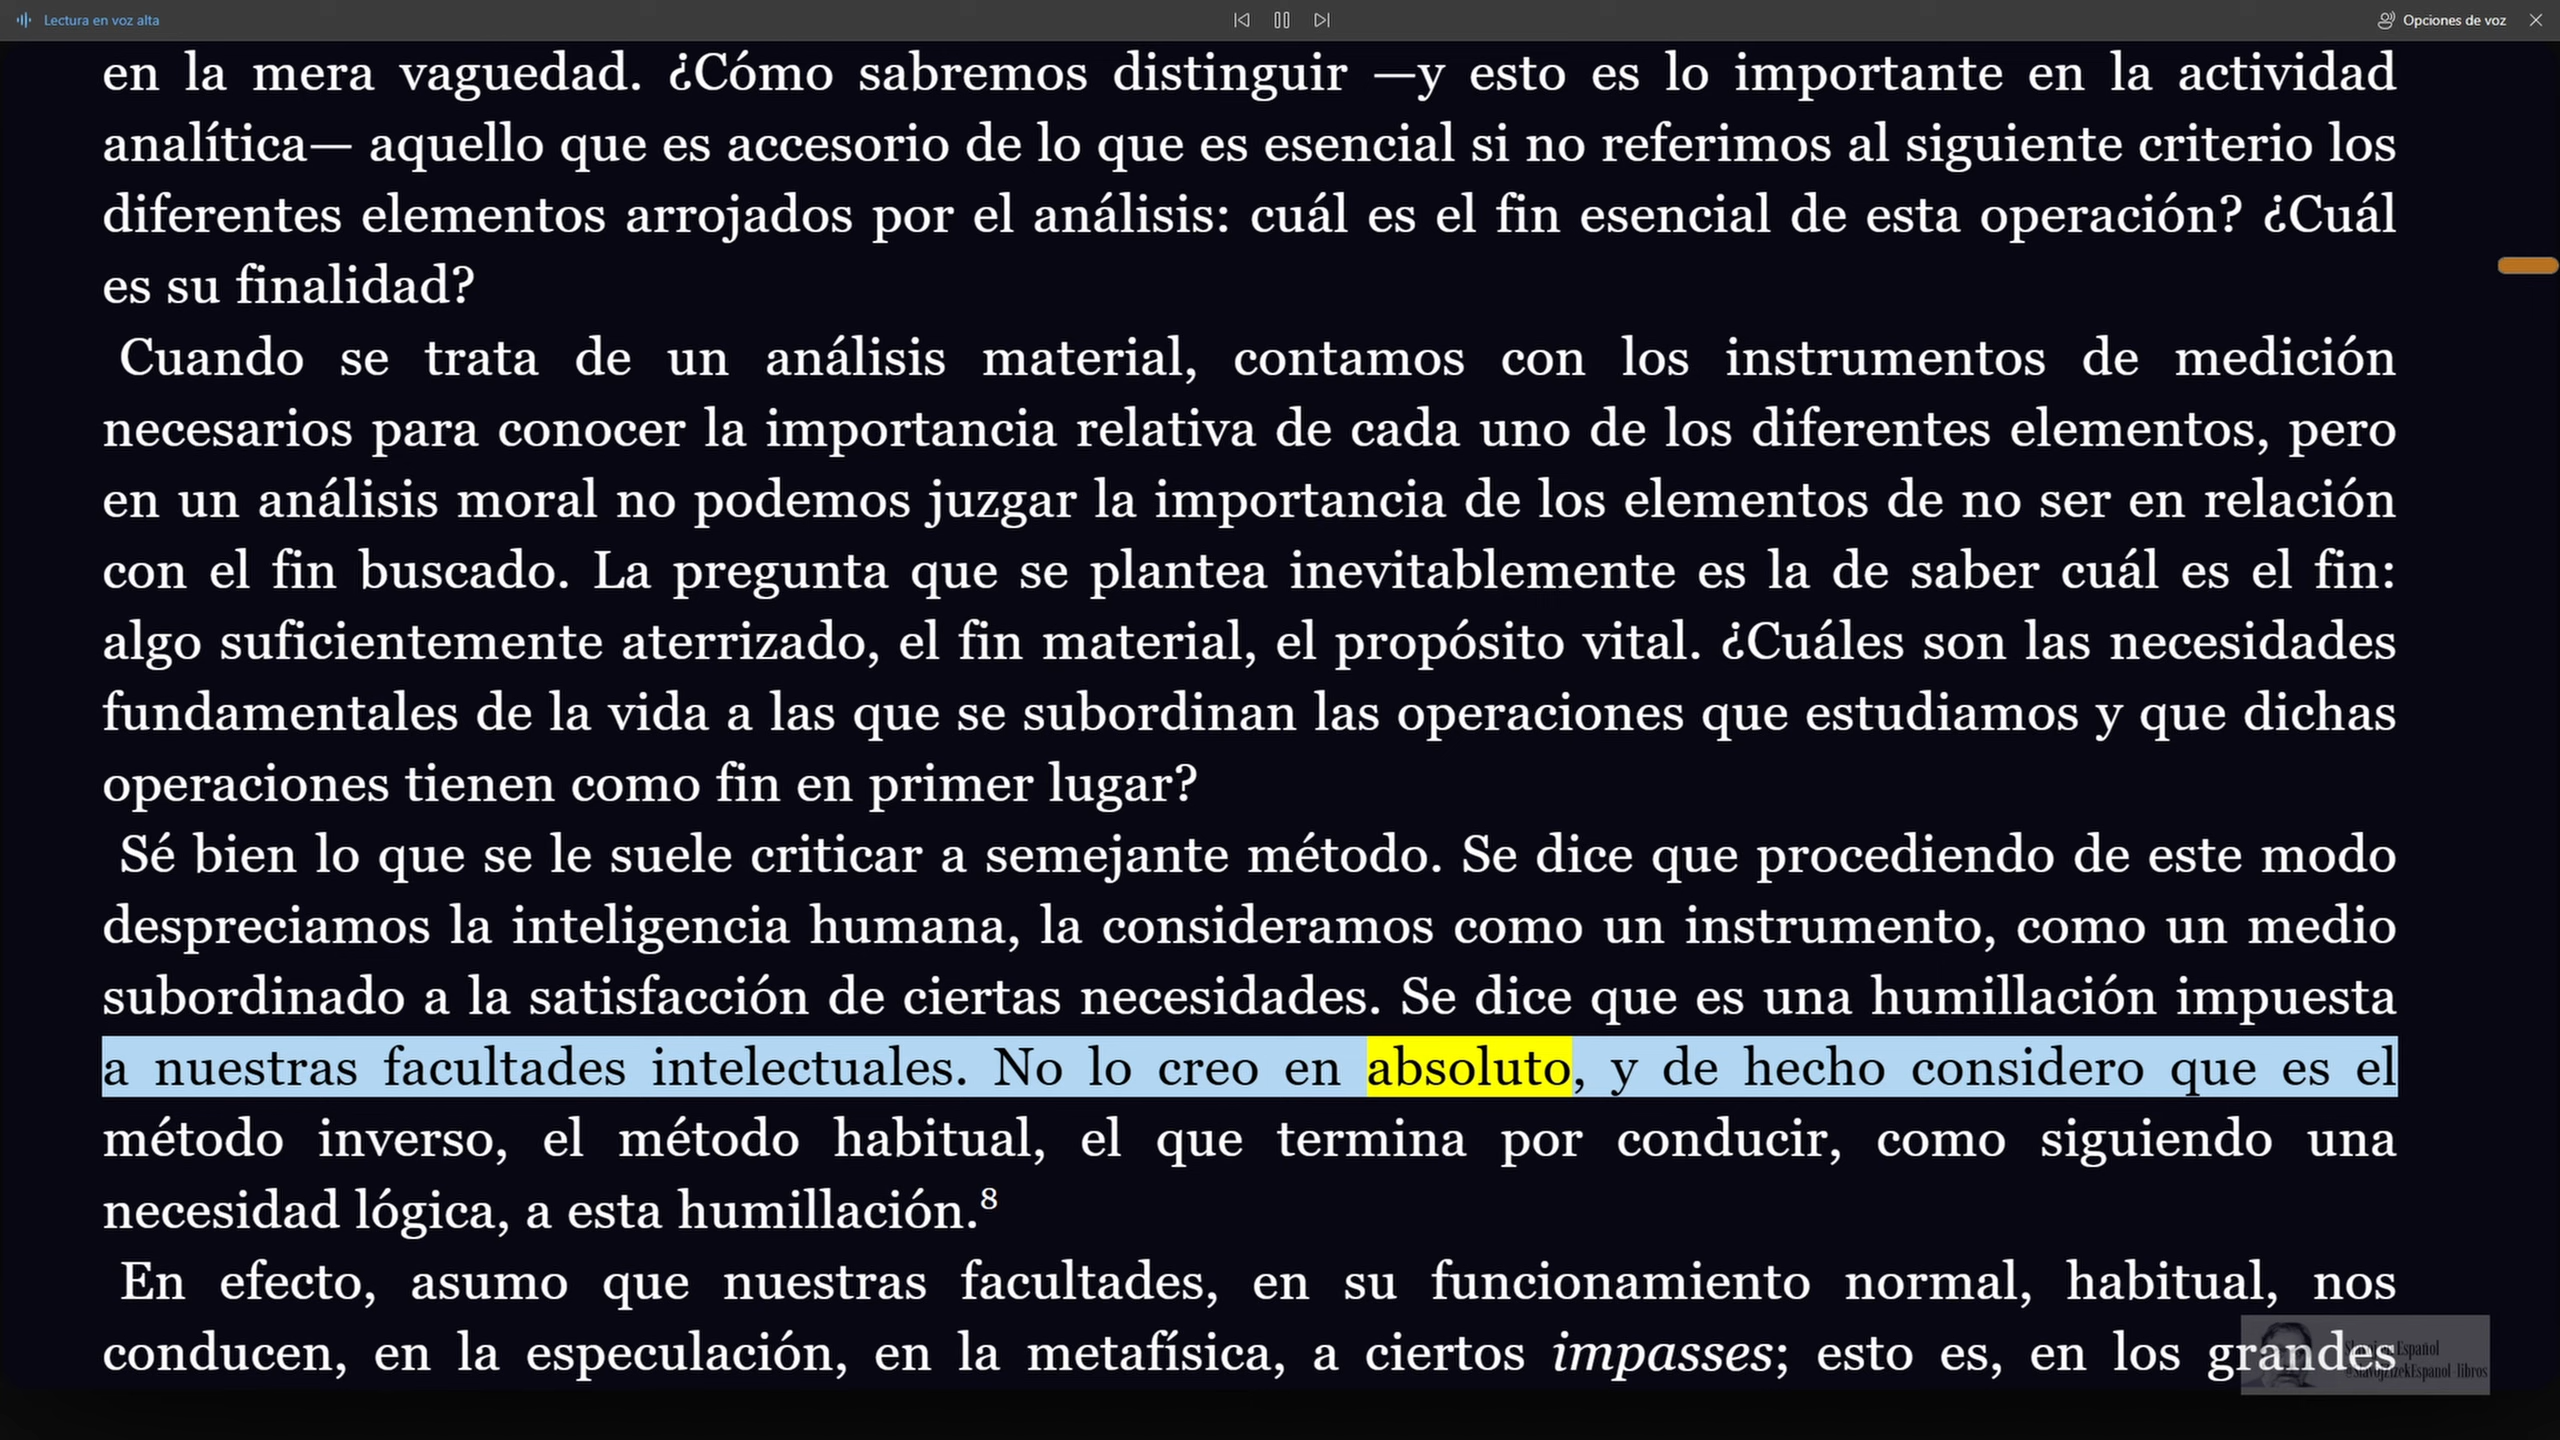 Lectura en voz alta
Opciones de voz
en la mera vaguedad. ¿Cómo sabremos distinguir —y esto es lo importante en la actividad
analítica— aquello que es accesorio de lo que es esencial si no referimos al siguiente criterio los
diferentes elementos arrojados por el análisis: cuál es el fin esencial de esta operación? ¿Cuál
es su finalidad?
Cuando se trata de un análisis material, contamos con los instrumentos de medición
necesarios para conocer la importancia relativa de cada uno de los diferentes elementos, pero
en un análisis moral no podemos juzgar la importancia de los elementos de no ser en relación
con el fin buscado. La pregunta que se plantea inevitablemente es la de saber cuál es el fin:
algo suficientemente aterrizado, el fin material, el propósito vital. ¿Cuáles son las necesidades
fundamentales de la vida a las que se subordinan las operaciones que estudiamos y que dichas
operaciones tienen como fin en primer lugar?
Sé bien lo que se le suele criticar a semejante método. Se dice que procediendo de este modo
despreciamos la inteligencia humana, la consideramos como un instrumento, como un medio
subordinado a la satisfacción de ciertas necesidades. Se dice que es una humillación impuesta
a nuestras facultades intelectuales. No lo creo en absoluto, y de hecho considero que es el
método inverso, el método habitual, el que termina por conducir, como siguiendo una
necesidad lógica, a esta humillación.⁸
En efecto, asumo que nuestras facultades, en su funcionamiento normal, habitual, nos
conducen, en la especulación, en la metafísica, a ciertos impasses; esto es, en los grandes
Español